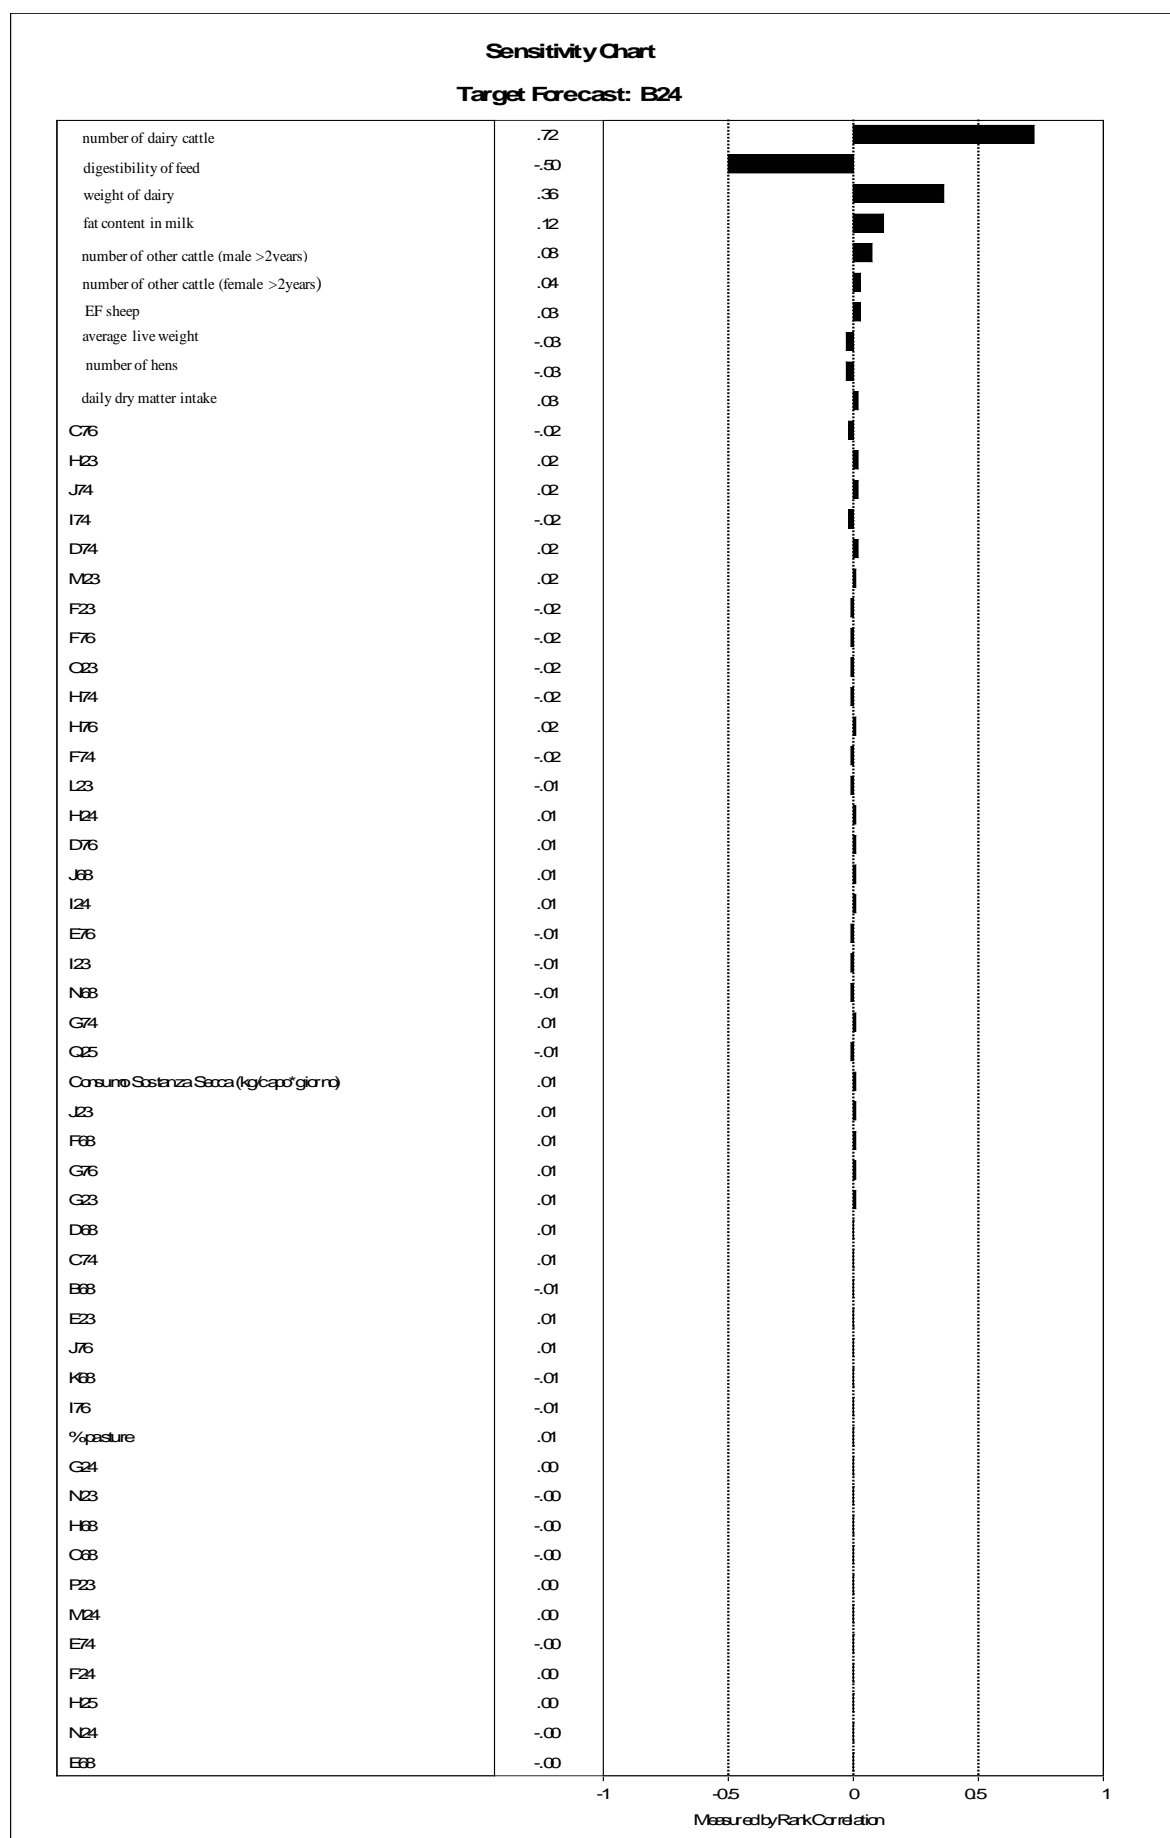 Sensitivity Chart
Target Forecast: B24
number of dairy cattle .72
digestibility of feed -.50
weight of dairy .36
fat content in milk .12
number of other cattle (male >2years) .08
number of other cattle (female >2years) .04
EF sheep .03
average live weight -.03
number of hens -.03
daily dry matter intake .03
C76 -.02
H23 .02
J74 .02
I74 -.02
D74 .02
M23 .02
F23 -.02
F76 -.02
O23 -.02
H74 -.02
H76 .02
F74 -.02
L23 -.01
H24 .01
D76 .01
J68 .01
I24 .01
E76 -.01
I23 -.01
N68 -.01
G74 .01
Q25 -.01
Consumo Sostanza Secca (kg/capo*giorno) .01
J23 .01
F68 .01
G76 .01
G23 .01
D68 .01
C74 .01
B68 -.01
E23 .01
J76 .01
K68 -.01
I76 -.01
% pasture .01
G24 .00
N23 -.00
H68 -.00
O68 -.00
P23 .00
M24 .00
E74 -.00
F24 .00
H25 .00
N24 -.00
E68 -.00
-1 -0.5 0 0.5 1
Measured by Rank Correlation